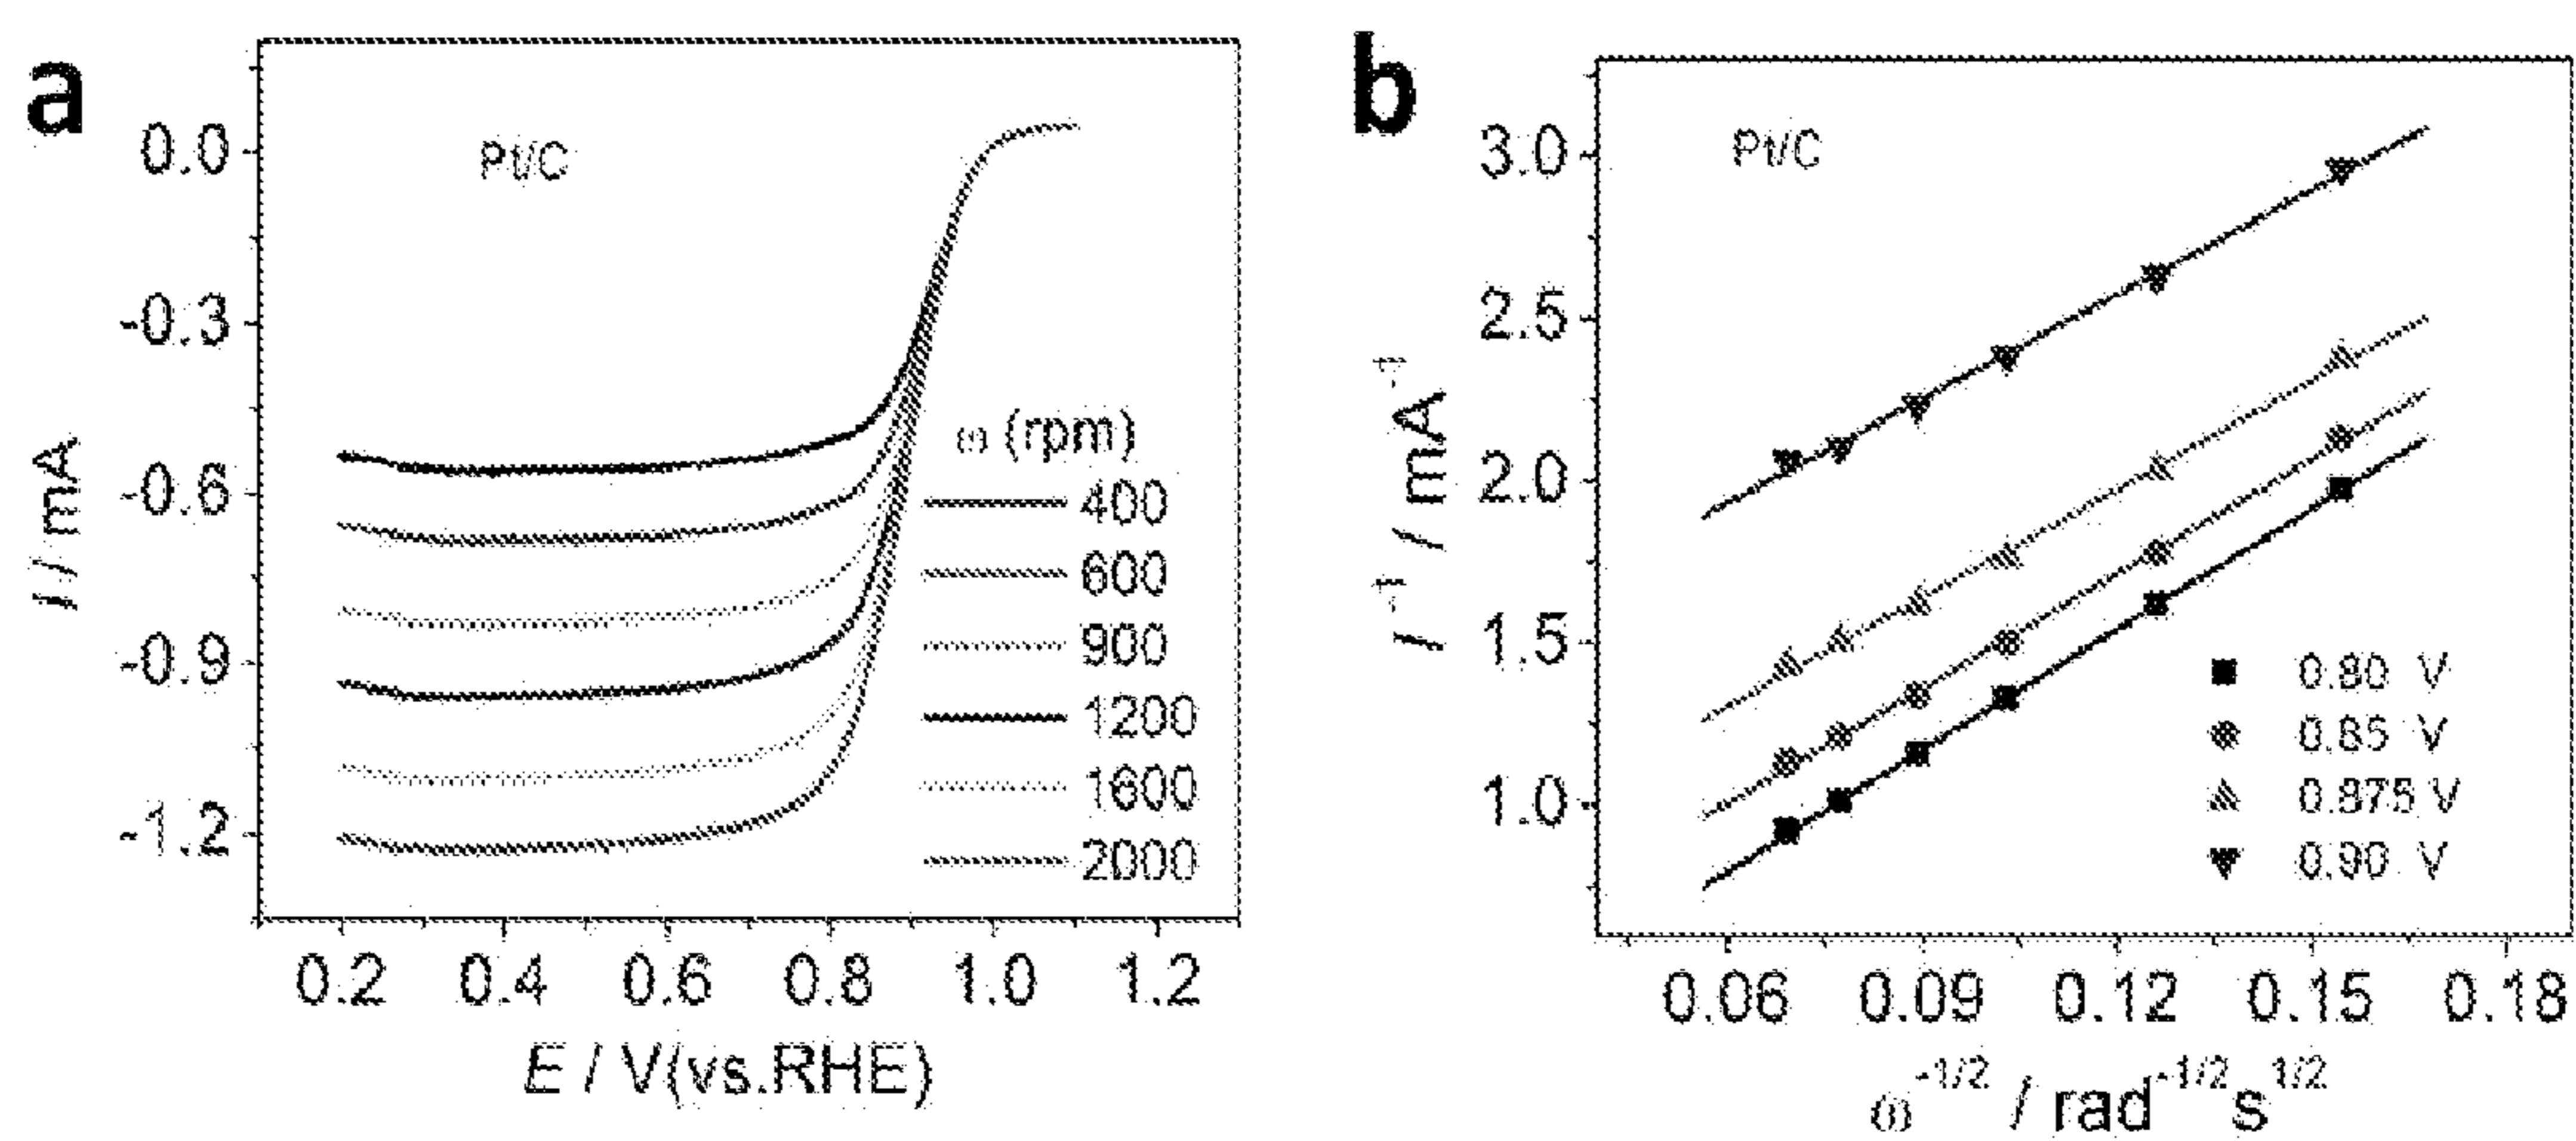 a
Pt/C
0.0
-0.3
-0.6
-0.9
-1.2
I / mA
ω (rpm)
400
600
900
1200
1600
2000
0.2 0.4 0.6 0.8 1.0 1.2
E / V(vs.RHE)
b
Pt/C
3.0
2.5
2.0
1.5
1.0
I⁻¹ / mA⁻¹
0.80 V
0.85 V
0.875 V
0.90 V
0.06 0.09 0.12 0.15 0.18
ω⁻¹/² / rad⁻¹/²s¹/²